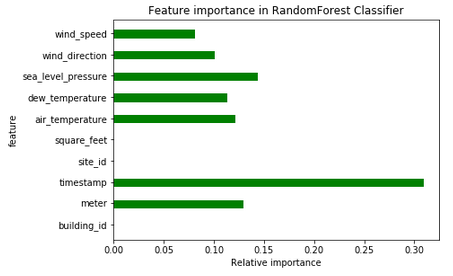 Feature importance in RandomForest Classifier
wind_speed
wind_direction
sea_level_pressure
dew_temperature
air_temperature
square_feet
site_id
timestamp
meter
building_id
feature
0.00 0.05 0.10 0.15 0.20 0.25 0.30
Relative importance